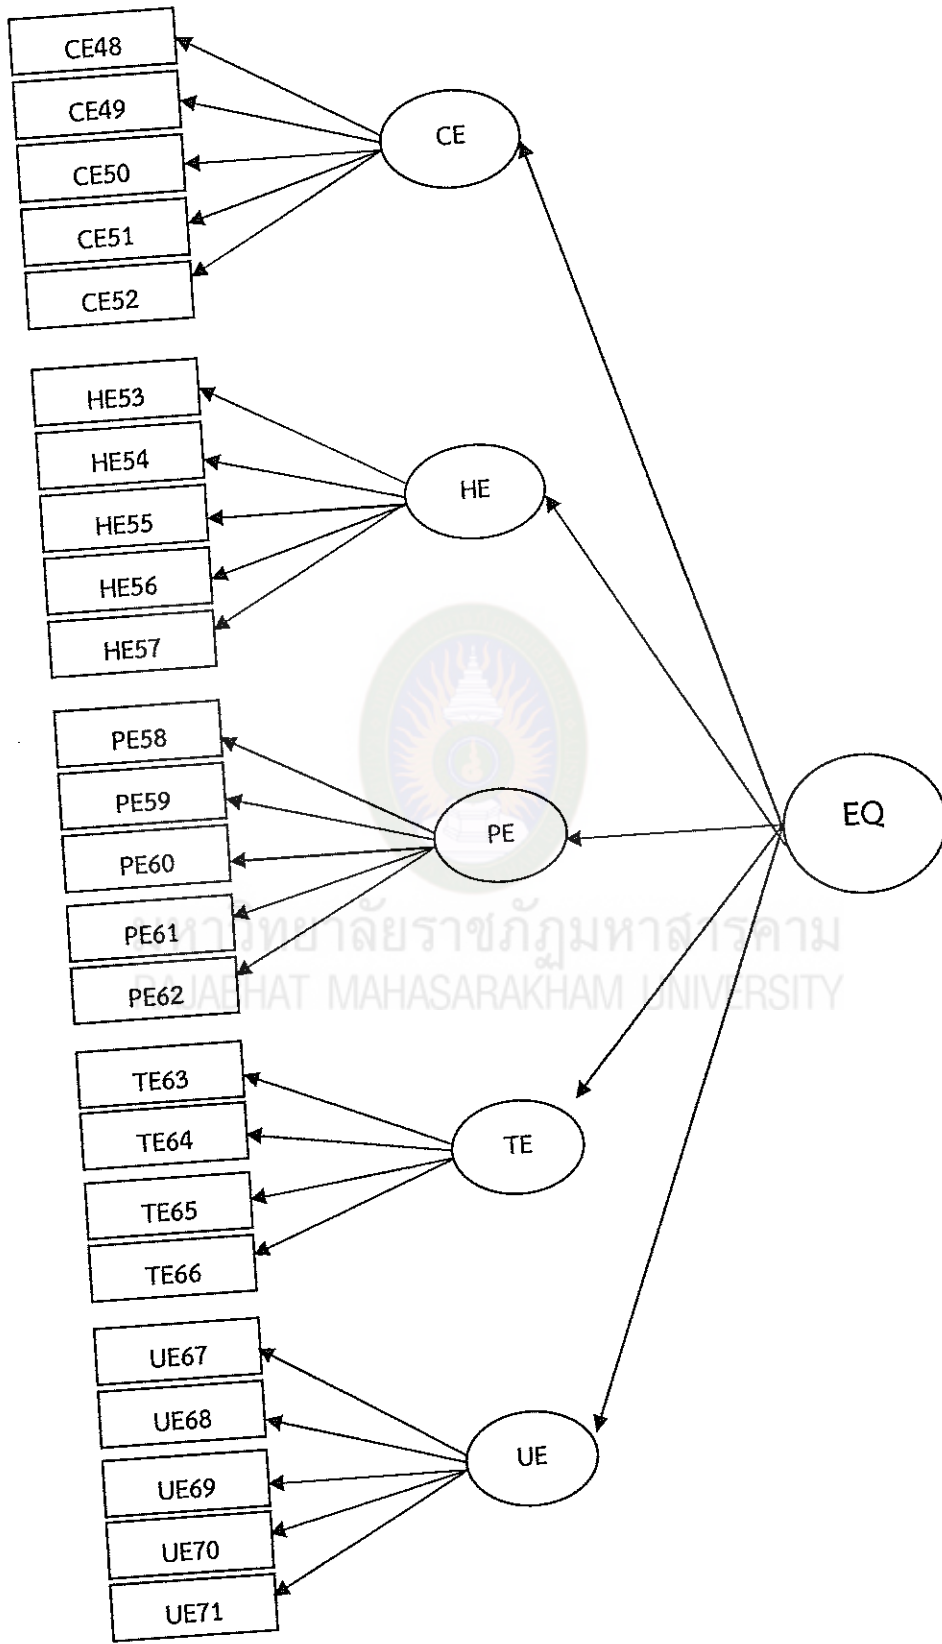 CE48
CE49
CE50
CE51
CE52
CE
HE53
HE54
HE55
HE56
HE57
HE
PE58
PE59
PE60
PE61
PE62
PE
EQ
มหาวิทยาลัยราชภัฏมหาสารคาม
RAJABHAT MAHASARAKHAM UNIVERSITY
TE63
TE64
TE65
TE66
TE
UE67
UE68
UE69
UE70
UE71
UE